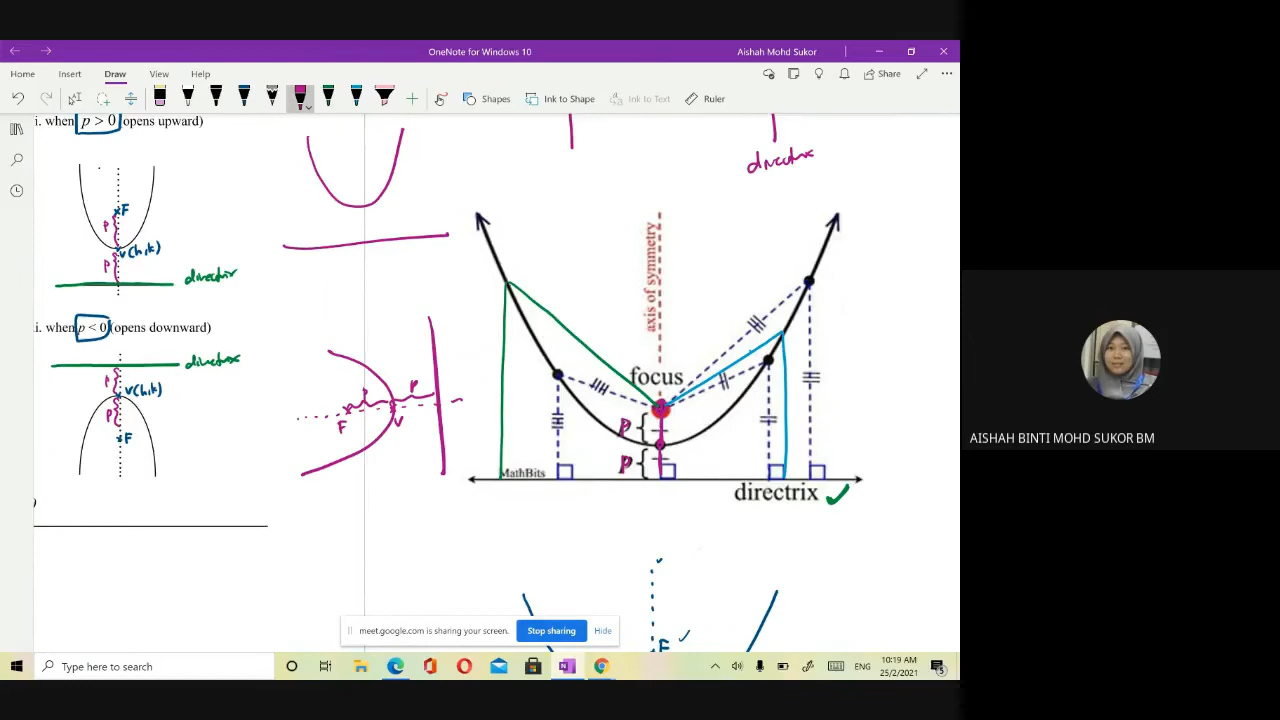 OneNote for Windows 10
Aishah Mohd Sukor
Home Insert Draw View Help
Share
Shapes Ink to Shape Ink to Text Ruler
i. when p > 0 (opens upward)
directrix
F
p
v(h,k)
p
directrix
i. when p < 0 (opens downward)
directrix
p
v(h,k)
p
F
p p
F V
axis of symmetry
focus
p
p
MathBits
directrix
F
meet.google.com is sharing your screen. Stop sharing Hide
Type here to search
ENG
10:19 AM
25/2/2021
5
AISHAH BINTI MOHD SUKOR BM